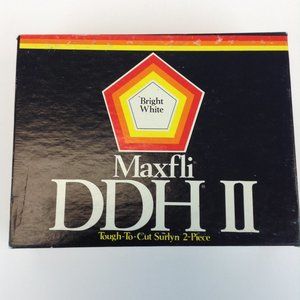 Bright
White
Maxfli
DDH II
Tough-To-Cut Surlyn 2-Piece